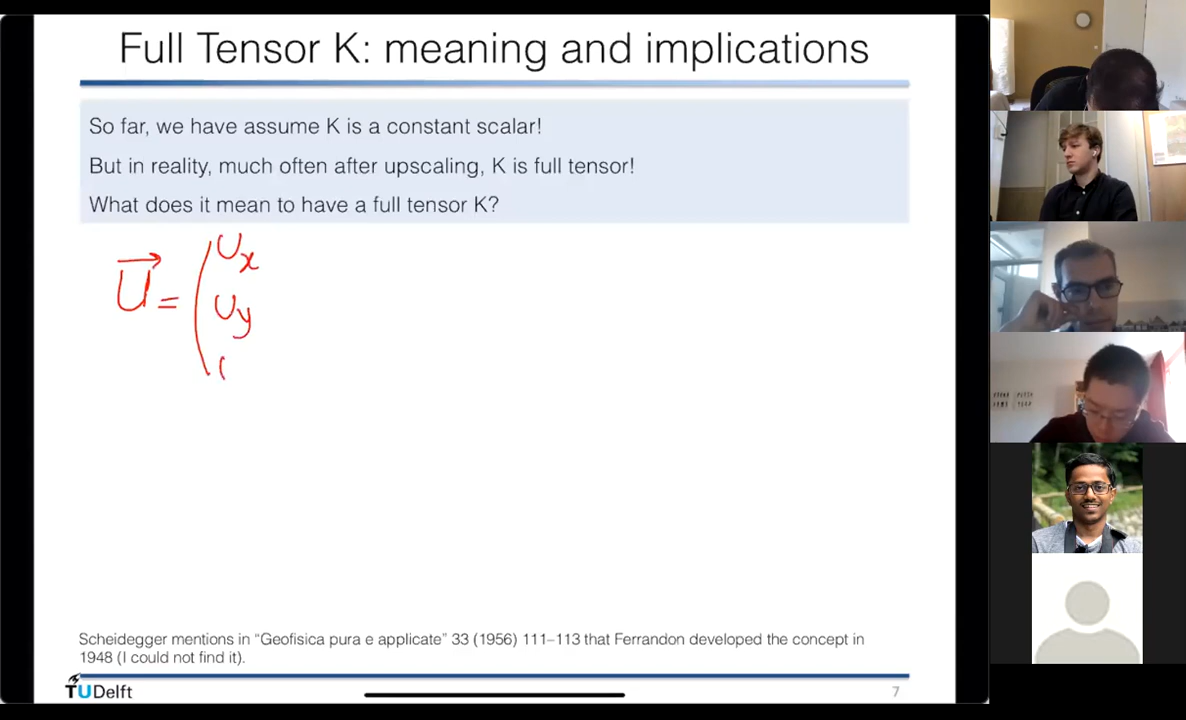 Full Tensor K: meaning and implications
So far, we have assume K is a constant scalar!
But in reality, much often after upscaling, K is full tensor!
What does it mean to have a full tensor K?
U = ( Ux
Uy
Scheidegger mentions in “Geofisica pura e applicate” 33 (1956) 111–113 that Ferrandon developed the concept in
1948 (I could not find it).
TUDelft
7